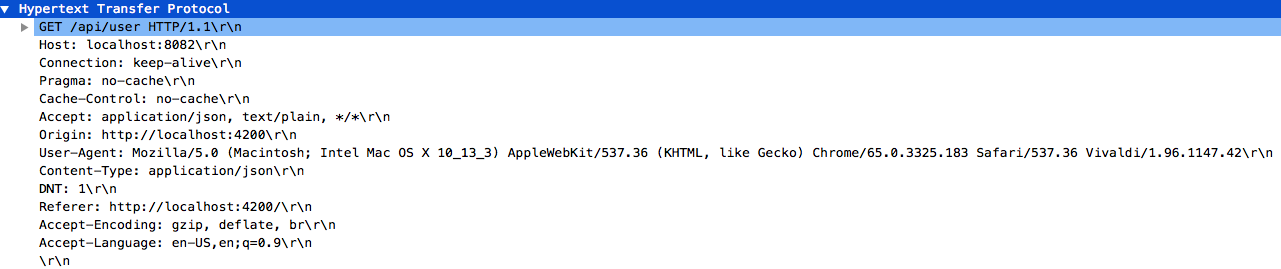 Hypertext Transfer Protocol
GET /api/user HTTP/1.1\r\n
Host: localhost:8082\r\n
Connection: keep-alive\r\n
Pragma: no-cache\r\n
Cache-Control: no-cache\r\n
Accept: application/json, text/plain, */*\r\n
Origin: http://localhost:4200\r\n
User-Agent: Mozilla/5.0 (Macintosh; Intel Mac OS X 10_13_3) AppleWebKit/537.36 (KHTML, like Gecko) Chrome/65.0.3325.183 Safari/537.36 Vivaldi/1.96.1147.42\r\n
Content-Type: application/json\r\n
DNT: 1\r\n
Referer: http://localhost:4200/\r\n
Accept-Encoding: gzip, deflate, br\r\n
Accept-Language: en-US,en;q=0.9\r\n
\r\n